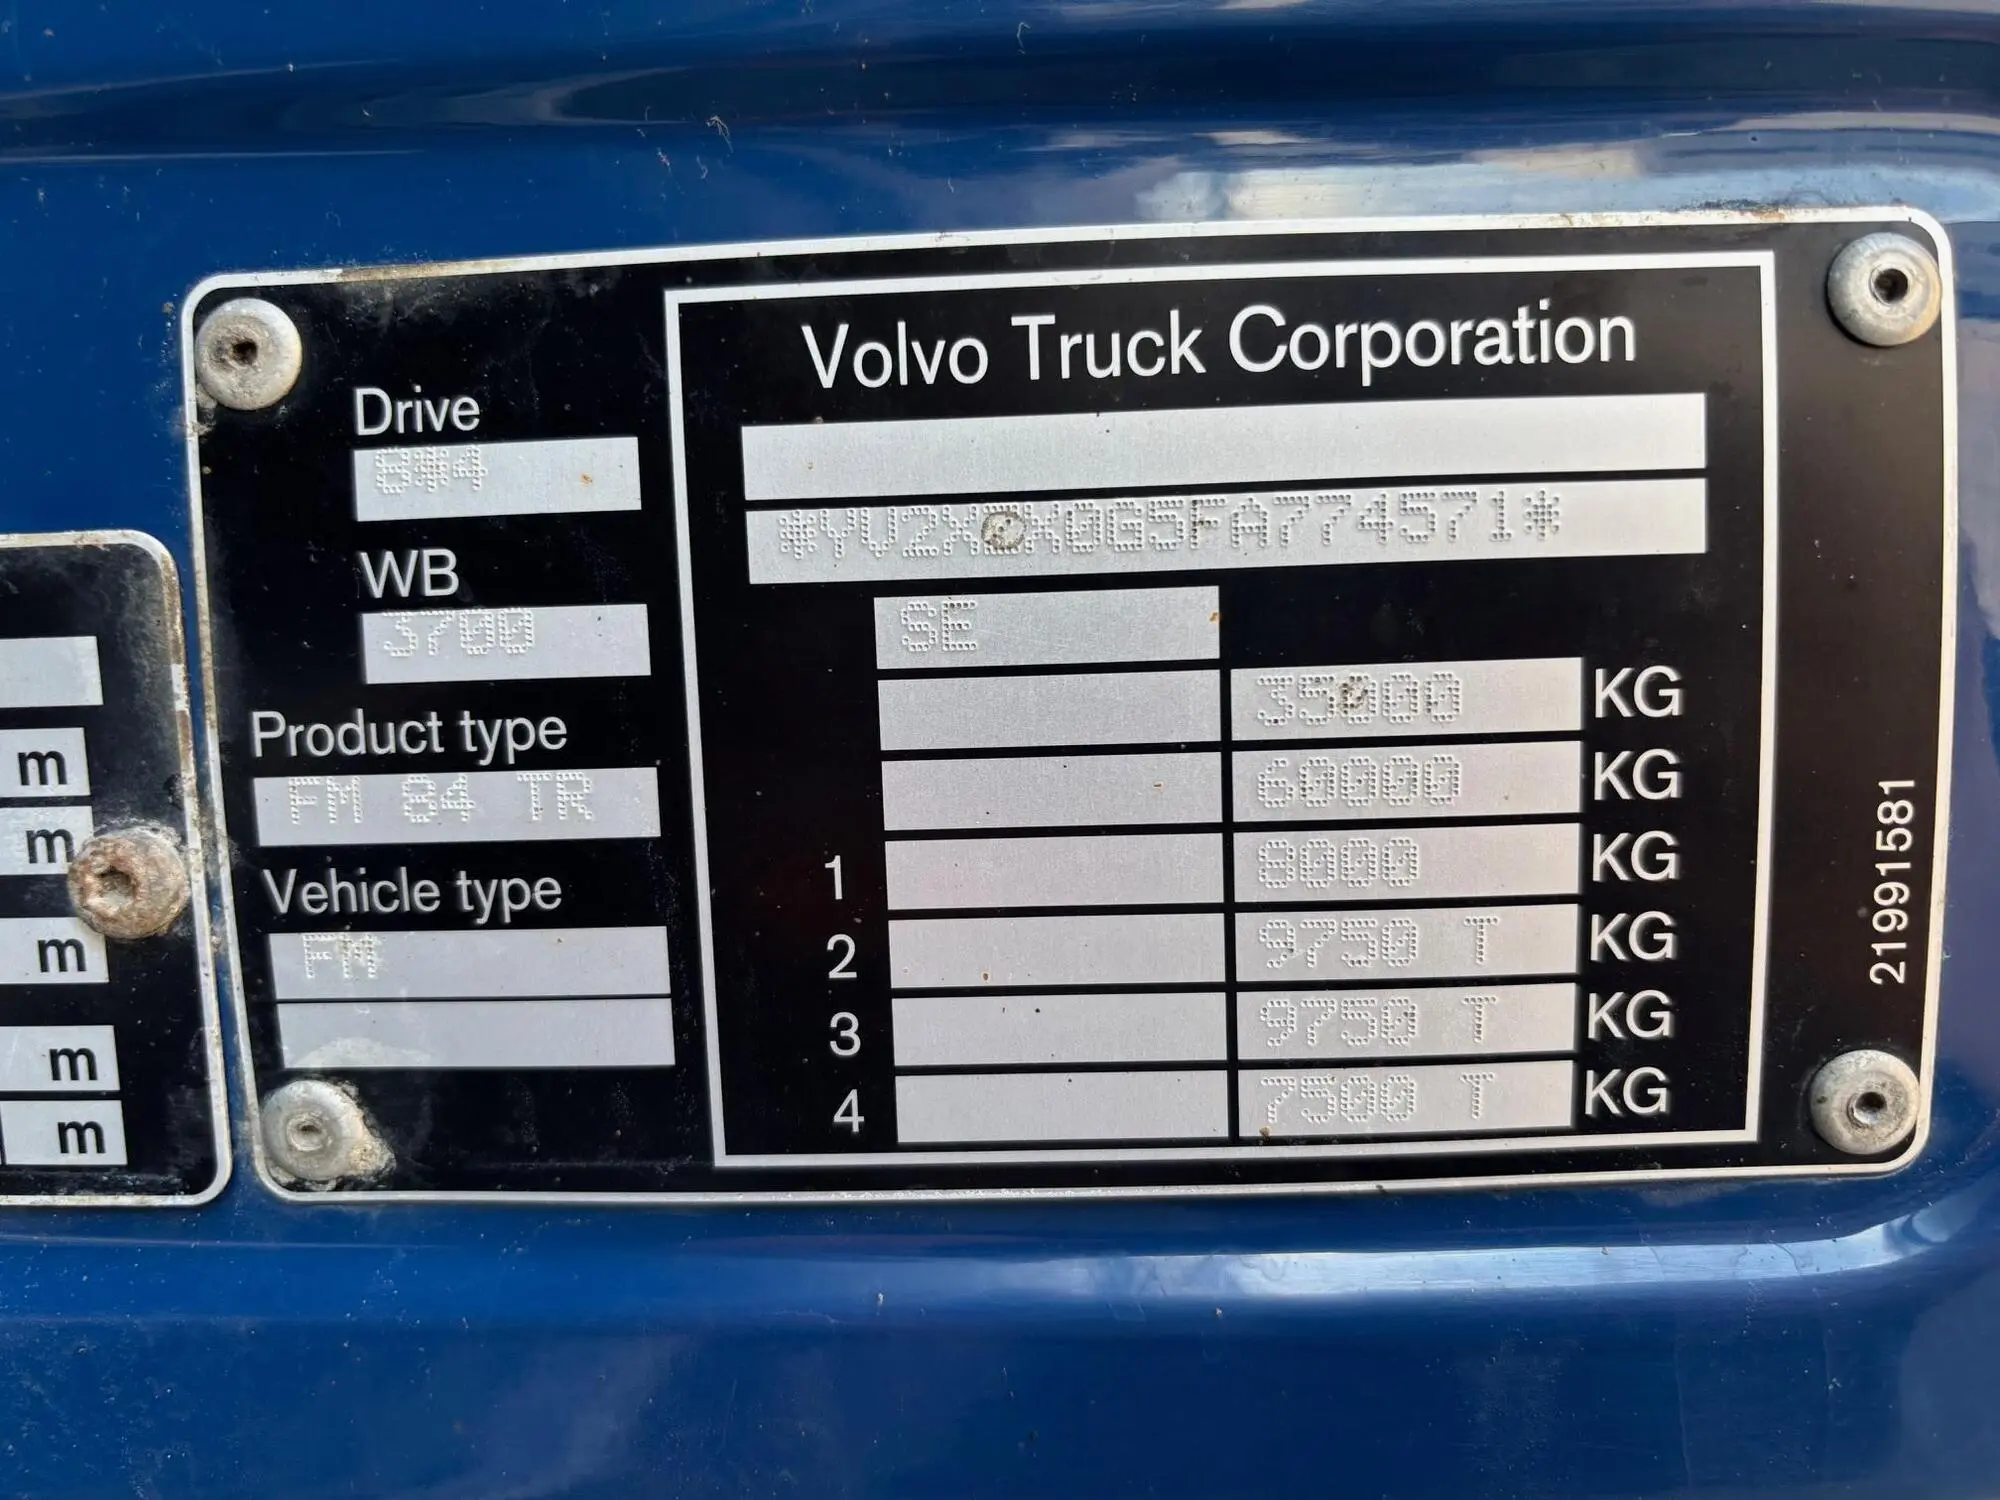 Volvo Truck Corporation
Drive
8*4
WB
3700
Product type
FM 84 TR
Vehicle type
FM
SE
35000 KG
60000 KG
1 8000 KG
2 9750 T KG
3 9750 T KG
4 7500 T KG
21991581
m
m
m
m
m